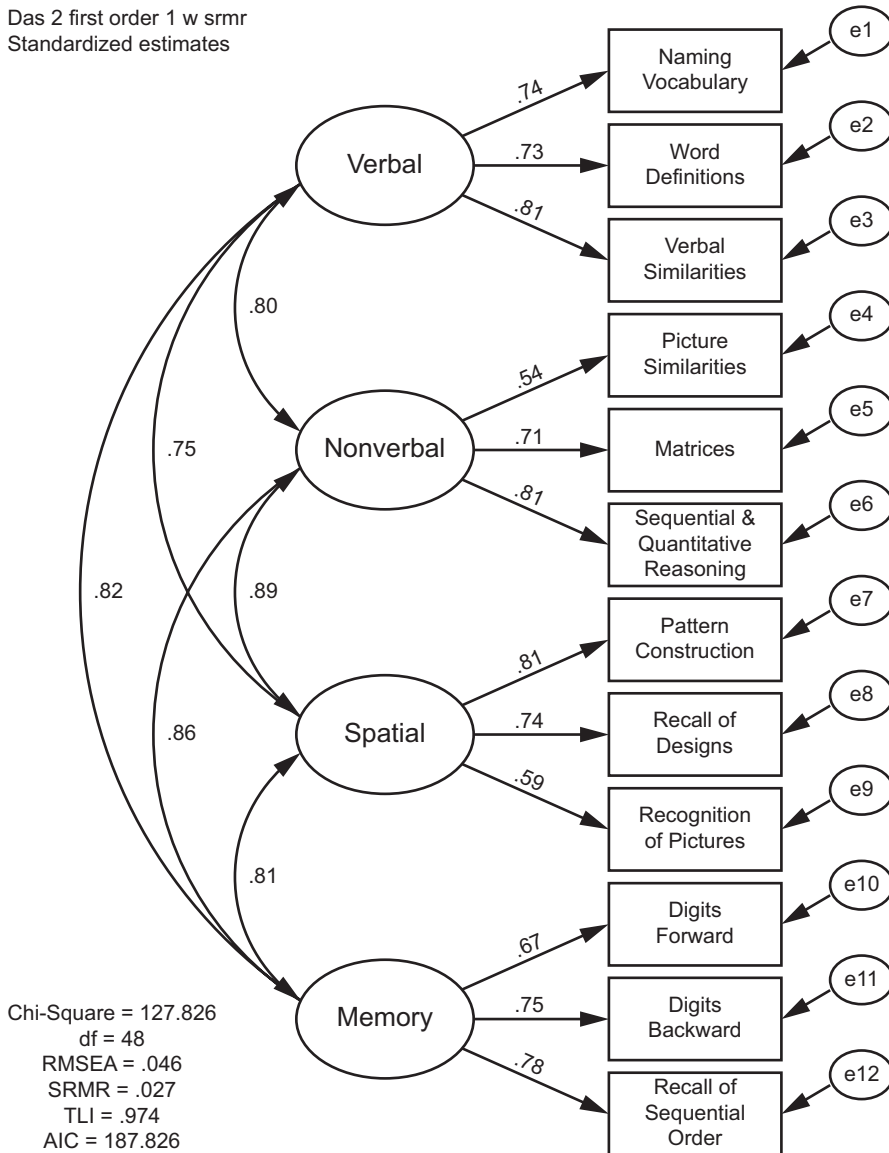 Das 2 first order 1 w srmr
Standardized estimates
Verbal
Nonverbal
Spatial
Memory
.80
.75
.82
.89
.86
.81
.74
.73
.81
.54
.71
.81
.81
.74
.59
.67
.75
.78
Naming
Vocabulary
Word
Definitions
Verbal
Similarities
Picture
Similarities
Matrices
Sequential &
Quantitative
Reasoning
Pattern
Construction
Recall of
Designs
Recognition
of Pictures
Digits
Forward
Digits
Backward
Recall of
Sequential
Order
e1
e2
e3
e4
e5
e6
e7
e8
e9
e10
e11
e12
Chi-Square = 127.826
df = 48
RMSEA = .046
SRMR = .027
TLI = .974
AIC = 187.826